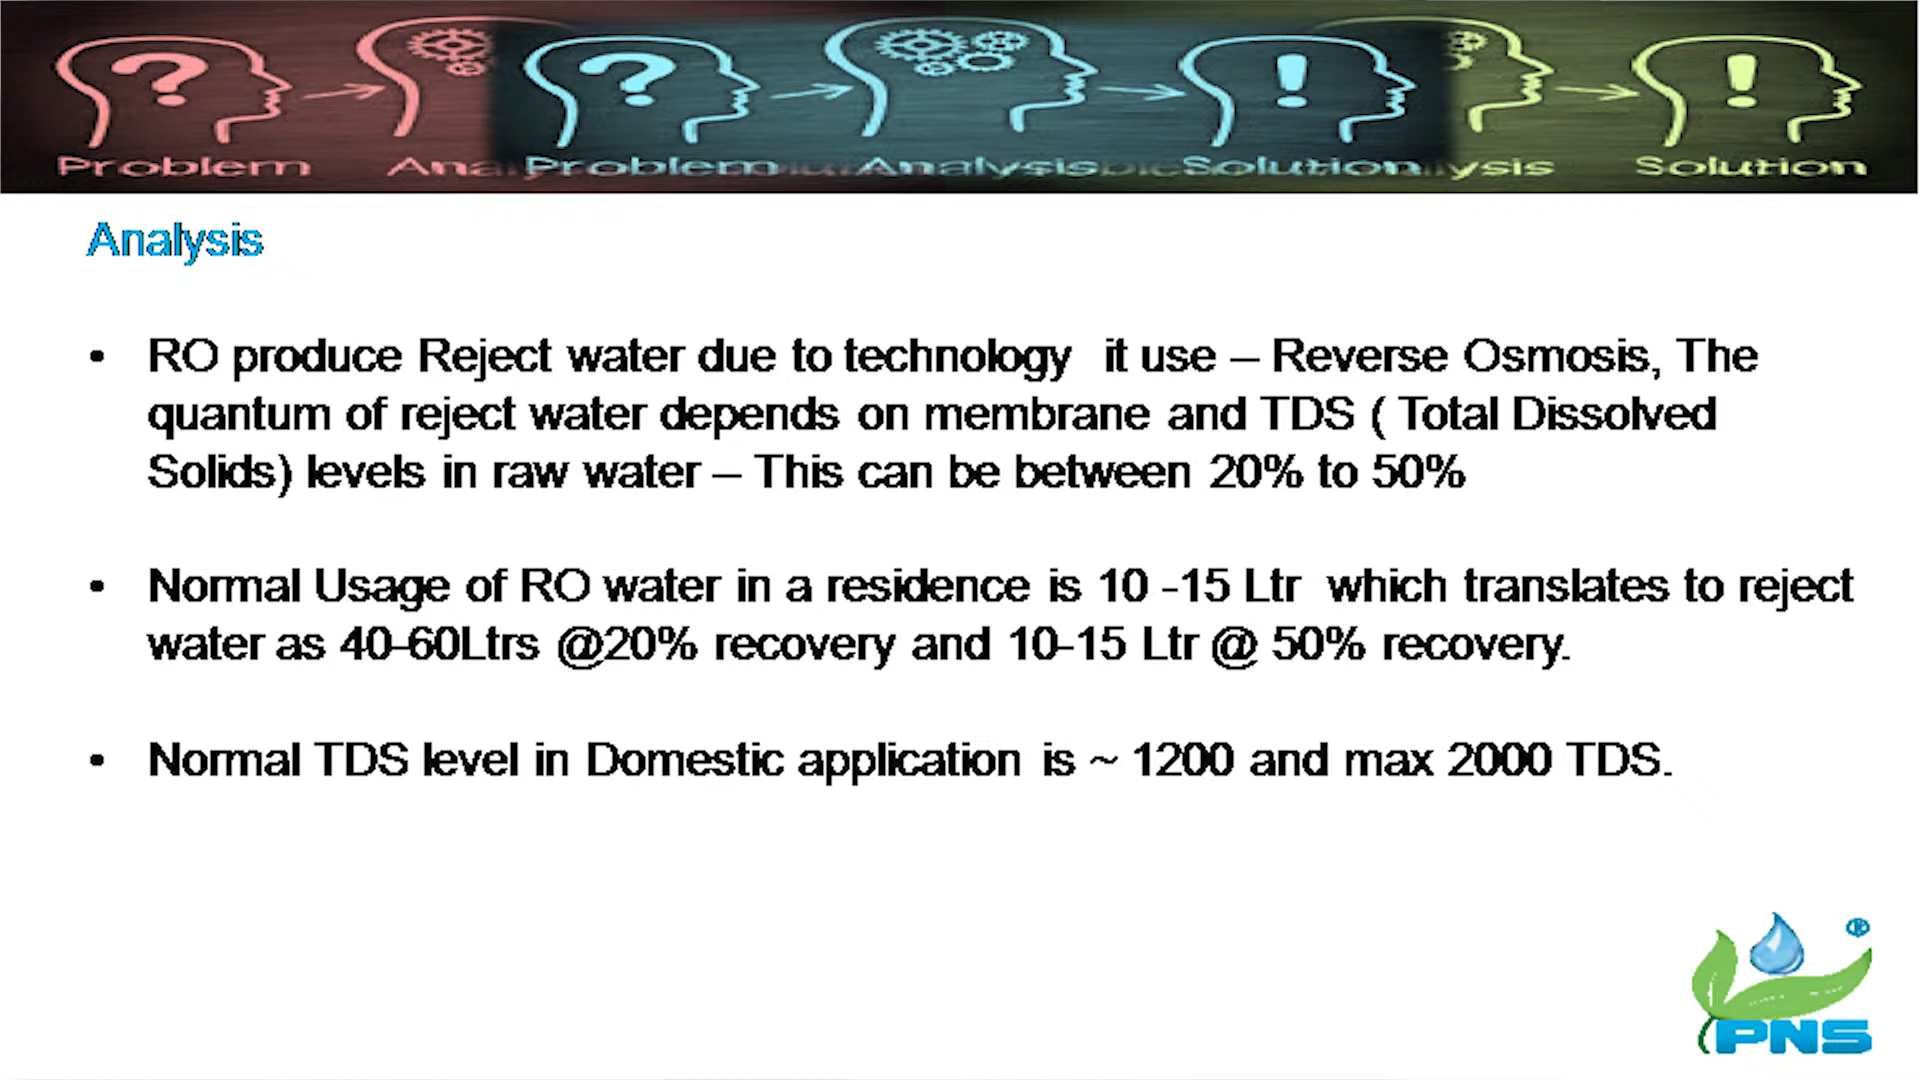 Problem Ana Problem Analysis Solution ysis Solution
Analysis
• RO produce Reject water due to technology it use – Reverse Osmosis, The
quantum of reject water depends on membrane and TDS ( Total Dissolved
Solids) levels in raw water – This can be between 20% to 50%
• Normal Usage of RO water in a residence is 10 -15 Ltr which translates to reject
water as 40-60Ltrs @20% recovery and 10-15 Ltr @ 50% recovery.
• Normal TDS level in Domestic application is ~ 1200 and max 2000 TDS.
®
PNS